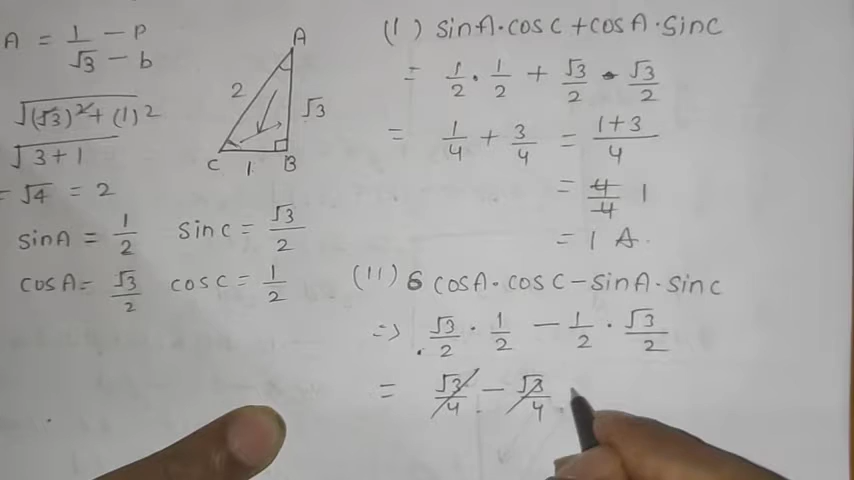 A = 1/√3 - p/b
√(√3)² + (1)²
√3 + 1
= √4 = 2
sin A = 1/2 sin C = √3/2
cos A = √3/2 cos C = 1/2
A
2 √3
C 1 B
(I) sin A · cos C + cos A · sin C
= 1/2 · 1/2 + √3/2 · √3/2
= 1/4 + 3/4 = 1+3/4
= 4/4 1
= 1 A.
(II) 6 cos A · cos C - sin A · sin C
=> √3/2 · 1/2 - 1/2 · √3/2
= √3/4 - √3/4